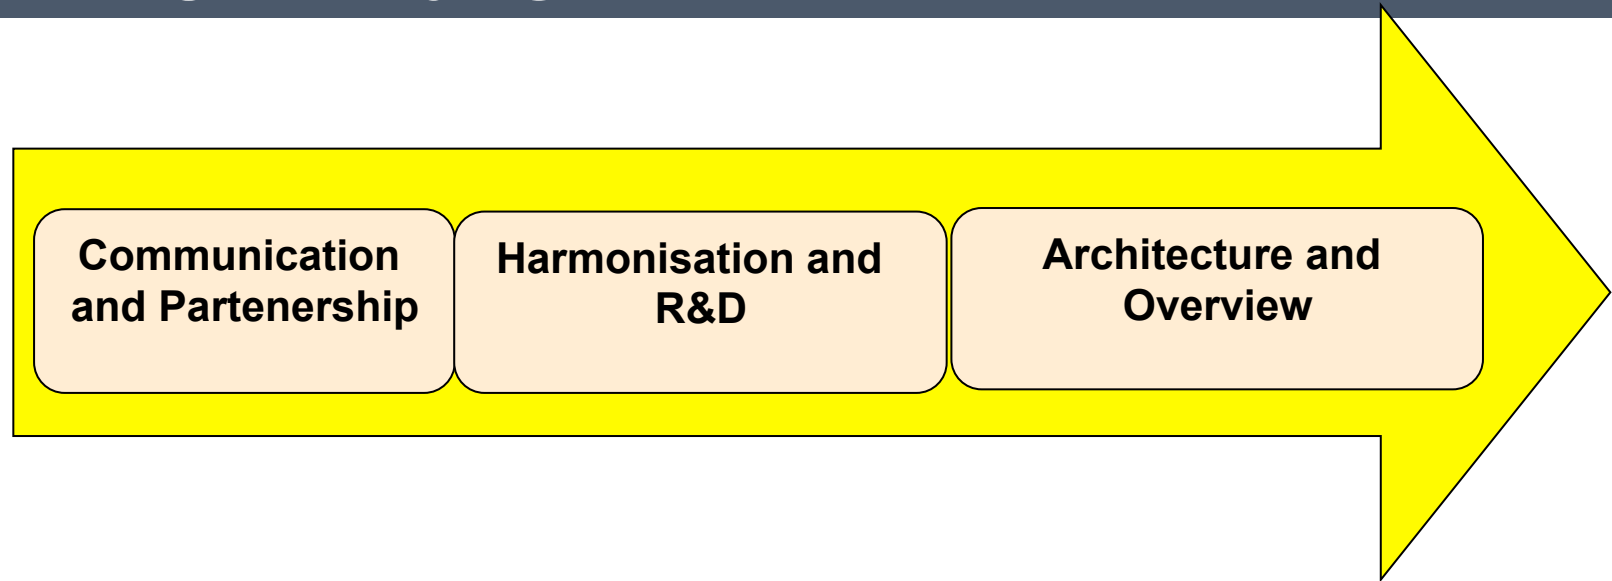 Communication
and Partenership
Harmonisation and
R&D
Architecture and
Overview